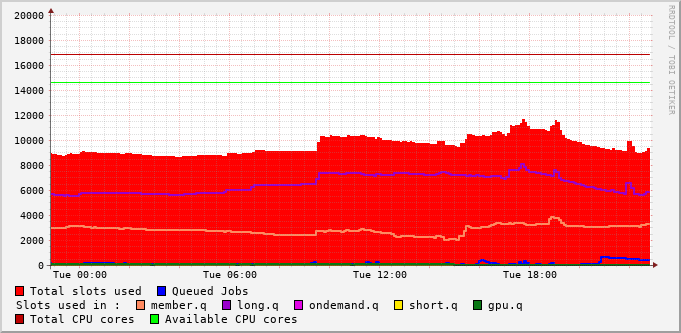 20000
18000
16000
14000
12000
10000
8000
6000
4000
2000
0
Tue 00:00 Tue 06:00 Tue 12:00 Tue 18:00
Total slots used Queued Jobs
Slots used in : member.q long.q ondemand.q short.q gpu.q
Total CPU cores Available CPU cores
RRDTOOL / TOBI OETIKER